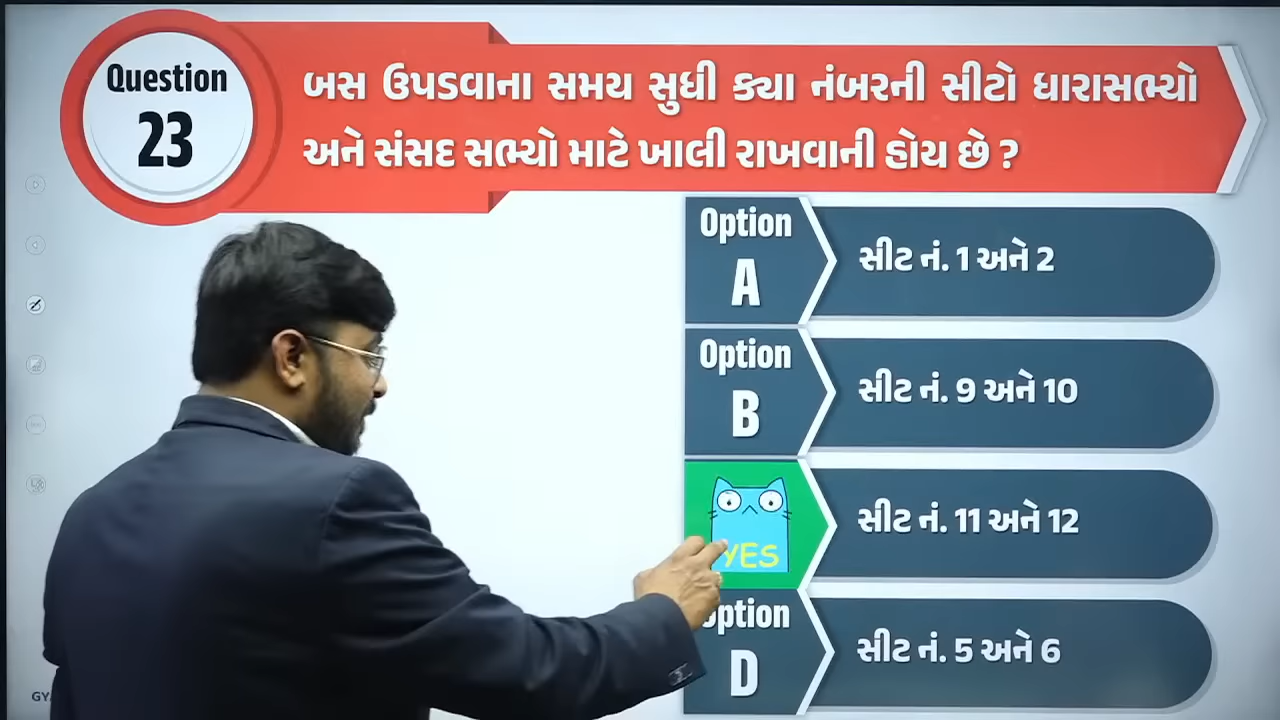 Question
23
બસ ઉપડવાના સમય સુધી ક્યા નંબરની સીટો ધારાસભ્યો
અને સંસદ સભ્યો માટે ખાલી રાખવાની હોય છે ?
Option
A
સીટ નં. 1 અને 2
Option
B
સીટ નં. 9 અને 10
YES
સીટ નં. 11 અને 12
Option
D
સીટ નં. 5 અને 6